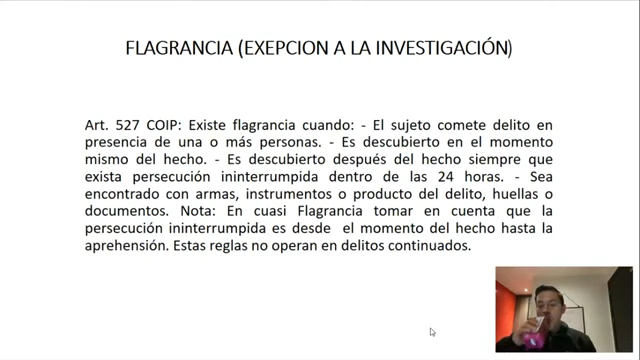 FLAGRANCIA (EXEPCION A LA INVESTIGACIÓN)
Art. 527 COIP: Existe flagrancia cuando: - El sujeto comete delito en
presencia de una o más personas. - Es descubierto en el momento
mismo del hecho. - Es descubierto después del hecho siempre que
exista persecución ininterrumpida dentro de las 24 horas. - Sea
encontrado con armas, instrumentos o producto del delito, huellas o
documentos. Nota: En cuasi Flagrancia tomar en cuenta que la
persecución ininterrumpida es desde el momento del hecho hasta la
aprehensión. Estas reglas no operan en delitos continuados.